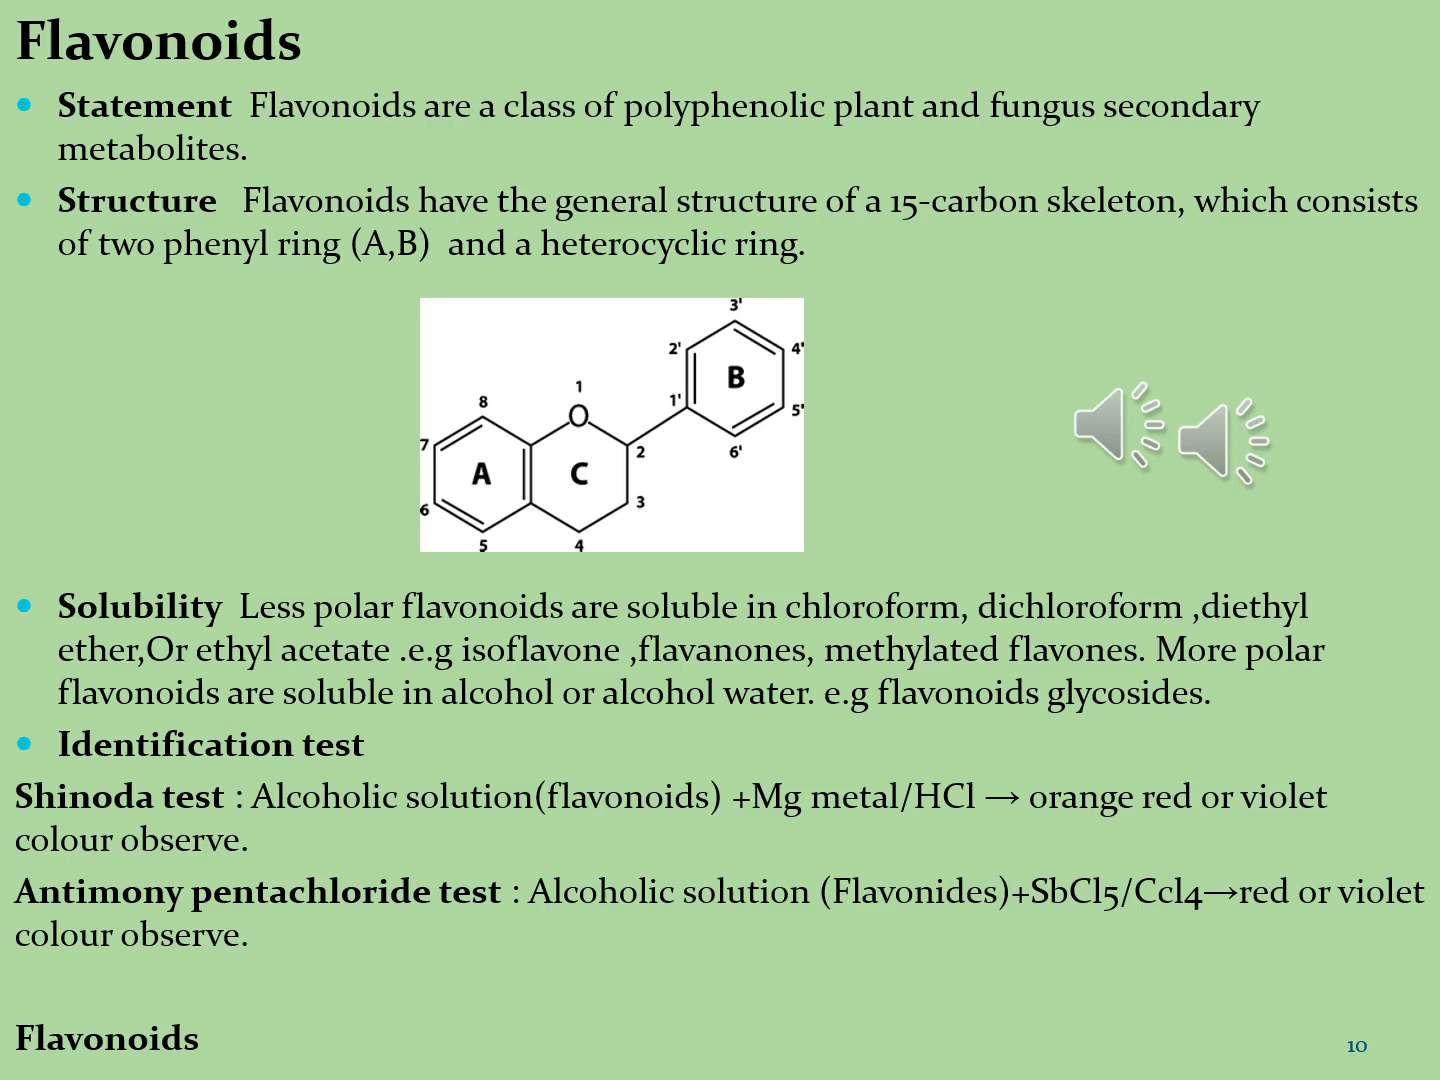 Flavonoids
Statement Flavonoids are a class of polyphenolic plant and fungus secondary
metabolites.
Structure Flavonoids have the general structure of a 15-carbon skeleton, which consists
of two phenyl ring (A,B) and a heterocyclic ring.
3'
2' 4'
B
1' 5'
1
8 O
7 2 6'
A C
6 3
5 4
Solubility Less polar flavonoids are soluble in chloroform, dichloroform ,diethyl
ether,Or ethyl acetate .e.g isoflavone ,flavanones, methylated flavones. More polar
flavonoids are soluble in alcohol or alcohol water. e.g flavonoids glycosides.
Identification test
Shinoda test : Alcoholic solution(flavonoids) +Mg metal/HCl → orange red or violet
colour observe.
Antimony pentachloride test : Alcoholic solution (Flavonides)+SbCl5/Ccl4→red or violet
colour observe.
Flavonoids
10